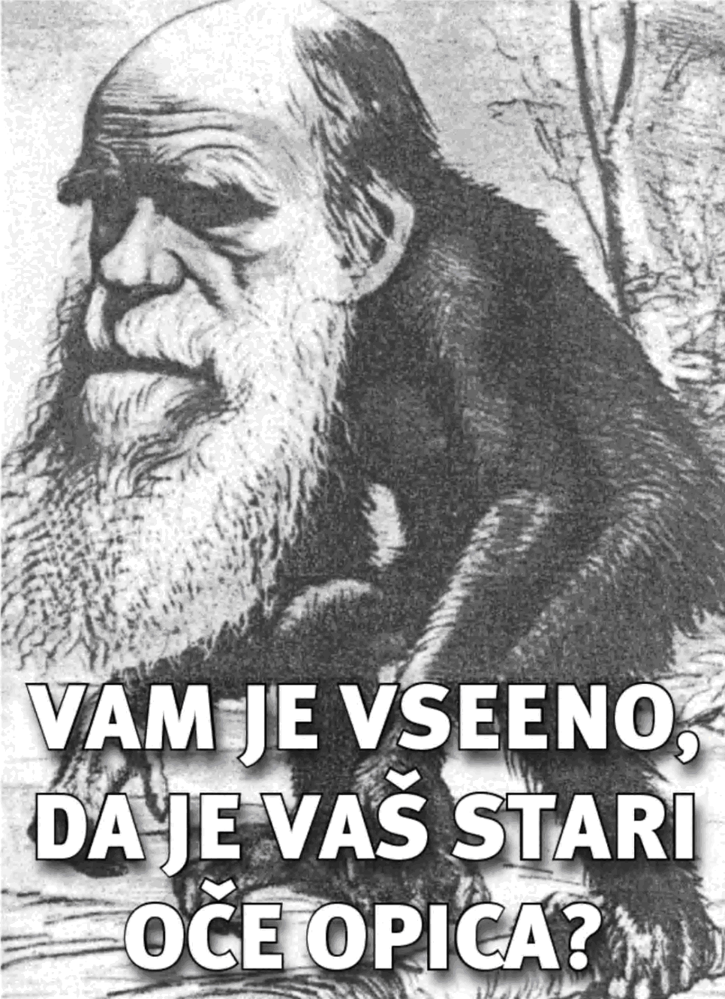 VAM JE VSEENO,
DA JE VAŠ STARI
OČE OPICA?